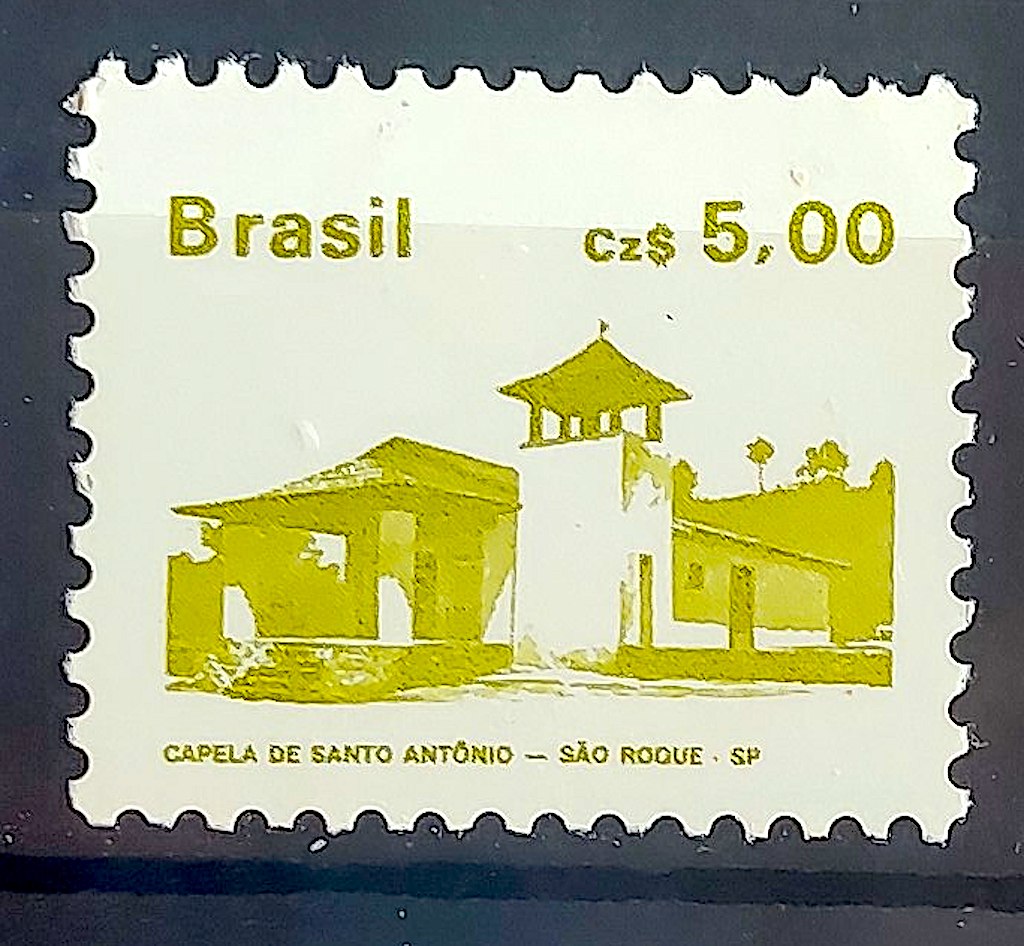 Brasil Cz$ 5,00
CAPELA DE SANTO ANTÔNIO — SÃO ROQUE · SP